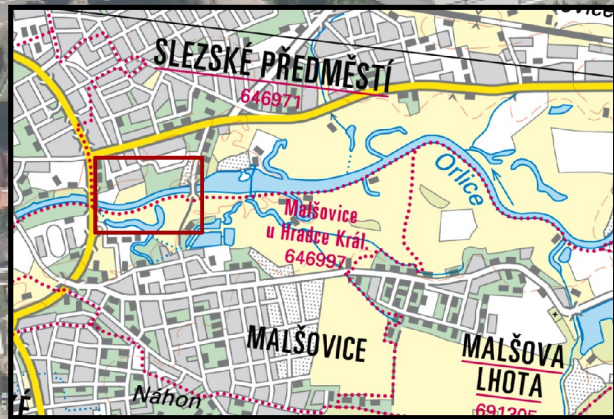 SLEZSKÉ PŘEDMĚSTÍ
646971
Orlice
Malšovice
u Hradce Král.
646997
MALŠOVICE
MALŠOVA
LHOTA
Náhon